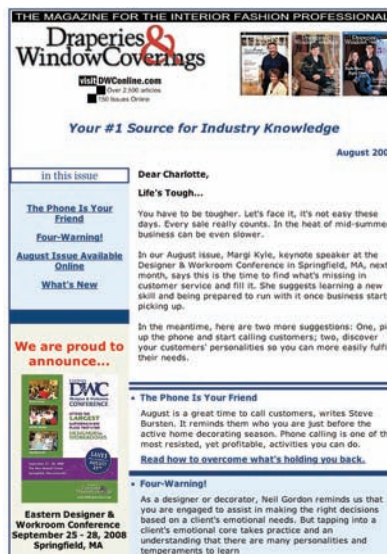 THE MAGAZINE FOR THE INTERIOR FASHION PROFESSIONAL
Draperies &
WindowCoverings
visit DWConline.com
Over 2,500 articles
150 Issues Online
Your #1 Source for Industry Knowledge
August 200
in this issue
The Phone Is Your
Friend
Four-Warning!
August Issue Available
Online
What's New
We are proud to
announce...
DWC
CONFERENCE
LARGEST
Eastern Designer &
Workroom Conference
September 25 - 28, 2008
Springfield, MA
Dear Charlotte,
Life's Tough...
You have to be tougher. Let's face it, it's not easy these
days. Every sale really counts. In the heat of mid-summe
business can be even slower.
In our August issue, Margi Kyle, keynote speaker at the
Designer & Workroom Conference in Springfield, MA, next
month, says this is the time to find what's missing in
customer service and fill it. She suggests learning a new
skill and being prepared to run with it once business start
picking up.
In the meantime, here are two more suggestions: One, pi
up the phone and start calling customers; two, discover
your customers' personalities so you can more easily fulfi
their needs.
• The Phone Is Your Friend
August is a great time to call customers, writes Steve
Bursten. It reminds them who you are just before the
active home decorating season. Phone calling is one of th
most resisted, yet profitable, activities you can do.
Read how to overcome what's holding you back.
• Four-Warning!
As a designer or decorator, Neil Gordon reminds us that
you are engaged to assist in making the right decisions
based on a client's emotional needs. But tapping into a
client's emotional core takes practice and an
understanding that there are many personalities and
temperaments to learn